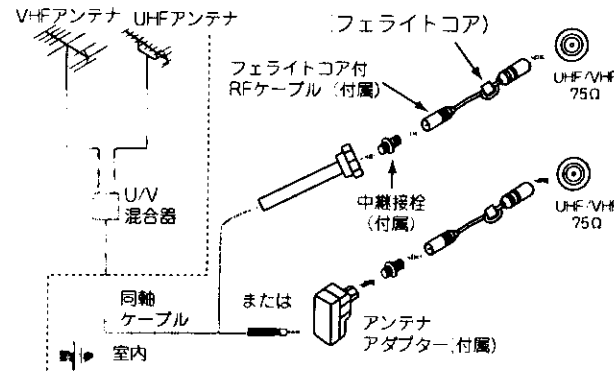 VHFアンテナ
UHFアンテナ
(フェライトコア)
フェライトコア付
RFケーブル (付属)
UHF/VHF
75Ω
U/V
混合器
中継接栓
(付属)
UHF/VHF
75Ω
同軸
ケーブル
または
アンテナ
アダプター(付属)
室内